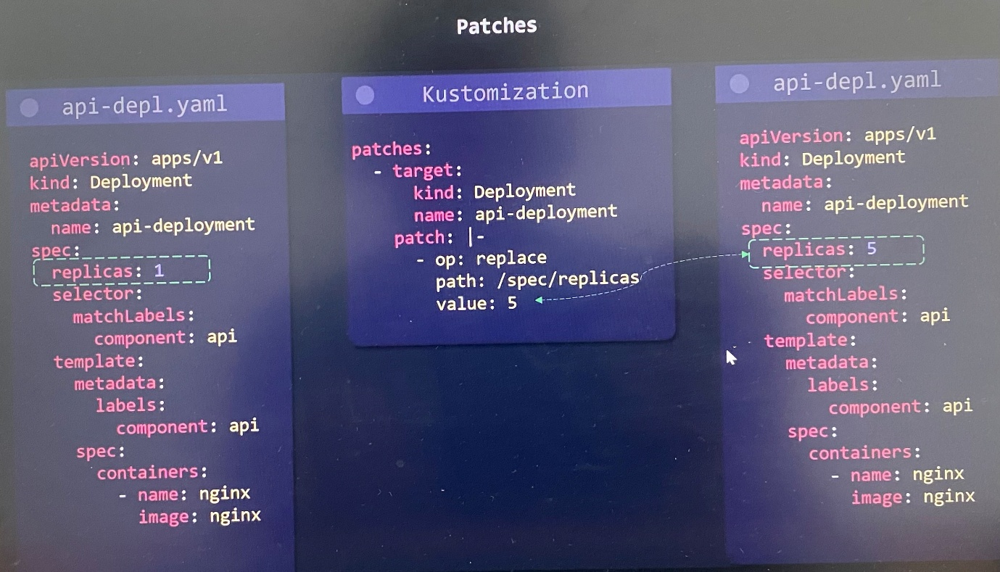 Patches
api-depl.yaml
apiVersion: apps/v1
kind: Deployment
metadata:
  name: api-deployment
spec:
  replicas: 1
  selector:
    matchLabels:
      component: api
  template:
    metadata:
      labels:
        component: api
    spec:
      containers:
        - name: nginx
          image: nginx
Kustomization
patches:
  - target:
      kind: Deployment
      name: api-deployment
    patch: |-
      - op: replace
        path: /spec/replicas
        value: 5
api-depl.yaml
apiVersion: apps/v1
kind: Deployment
metadata:
  name: api-deployment
spec:
  replicas: 5
  selector:
    matchLabels:
      component: api
  template:
    metadata:
      labels:
        component: api
    spec:
      containers:
        - name: nginx
          image: nginx